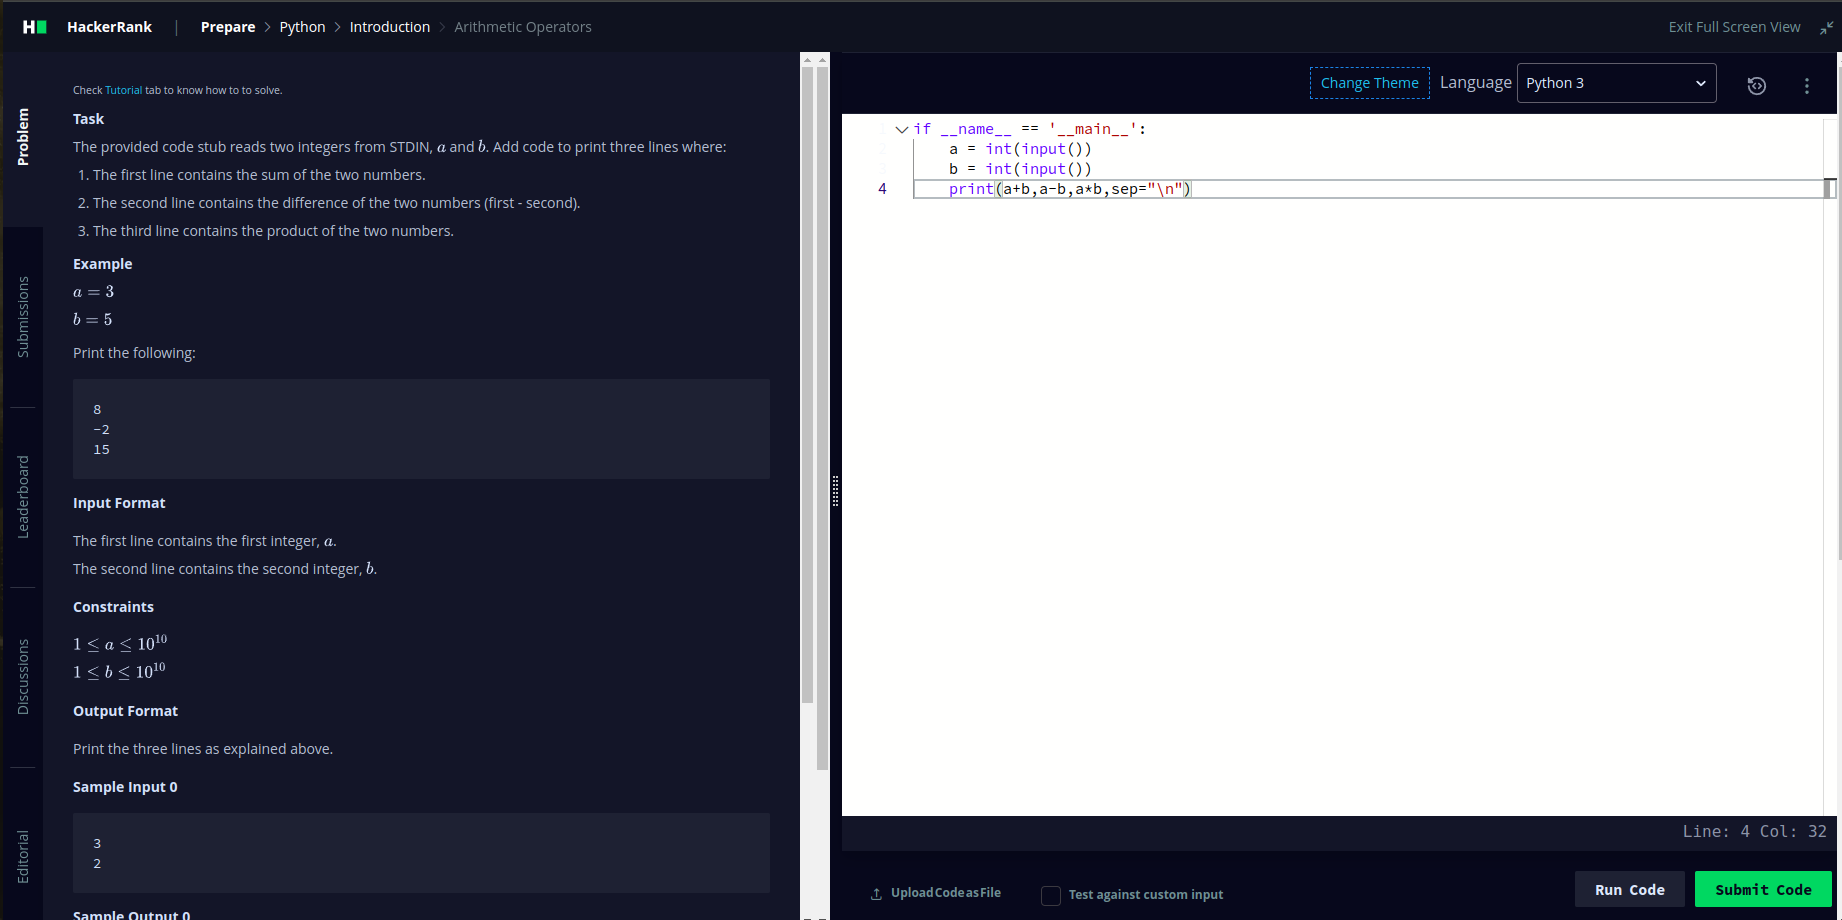 HackerRank | Prepare > Python > Introduction > Arithmetic Operators
Exit Full Screen View
Problem
Submissions
Leaderboard
Discussions
Editorial
Check Tutorial tab to know how to to solve.
Task
The provided code stub reads two integers from STDIN, a and b. Add code to print three lines where:
1. The first line contains the sum of the two numbers.
2. The second line contains the difference of the two numbers (first - second).
3. The third line contains the product of the two numbers.
Example
a = 3
b = 5
Print the following:
8
-2
15
Input Format
The first line contains the first integer, a.
The second line contains the second integer, b.
Constraints
1 ≤ a ≤ 10^10
1 ≤ b ≤ 10^10
Output Format
Print the three lines as explained above.
Sample Input 0
3
2
Sample Output 0
Change Theme Language Python 3
if __name__ == '__main__':
a = int(input())
b = int(input())
4 print(a+b,a-b,a*b,sep="\n")
Line: 4 Col: 32
Upload Code as File
Test against custom input
Run Code
Submit Code